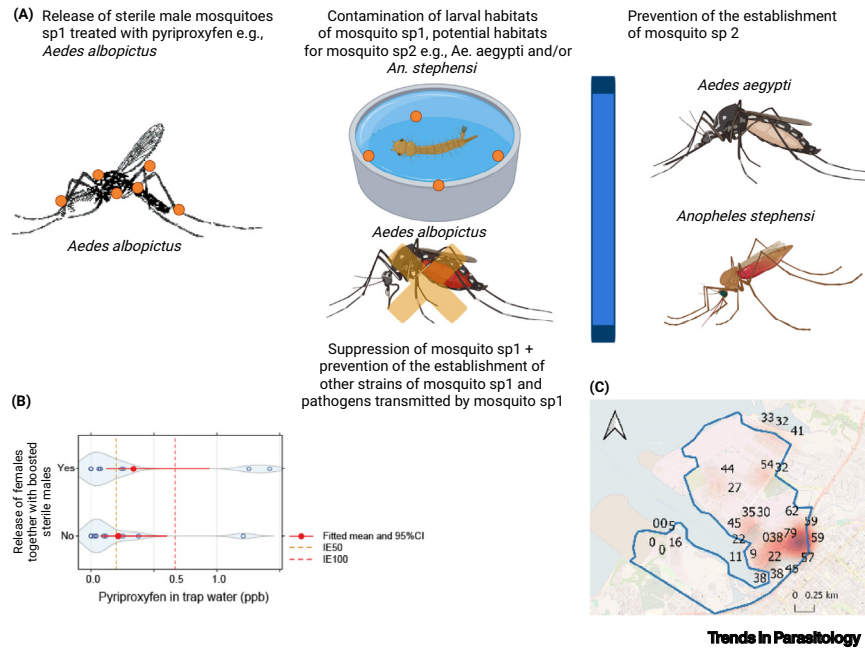 (A)
Release of sterile male mosquitoes
sp1 treated with pyriproxyfen e.g.,
Aedes albopictus
Aedes albopictus
Contamination of larval habitats
of mosquito sp1, potential habitats
for mosquito sp2 e.g., Ae. aegypti and/or
An. stephensi
Aedes albopictus
Suppression of mosquito sp1 +
prevention of the establishment of
other strains of mosquito sp1 and
pathogens transmitted by mosquito sp1
Prevention of the establishment
of mosquito sp 2
Aedes aegypti
Anopheles stephensi
(B)
Release of females
together with boosted
sterile males
Yes
No
0.0 0.5 1.0
Pyriproxyfen in trap water (ppb)
Fitted mean and 95%CI
IE50
IE100
(C)
33 32
41
44 54 32
27
35 30 62
45 59
00 5
0 16 22 038 79 59
0 11 9 22 57
38 38 45
0 0.25 km
Trends in Parasitology